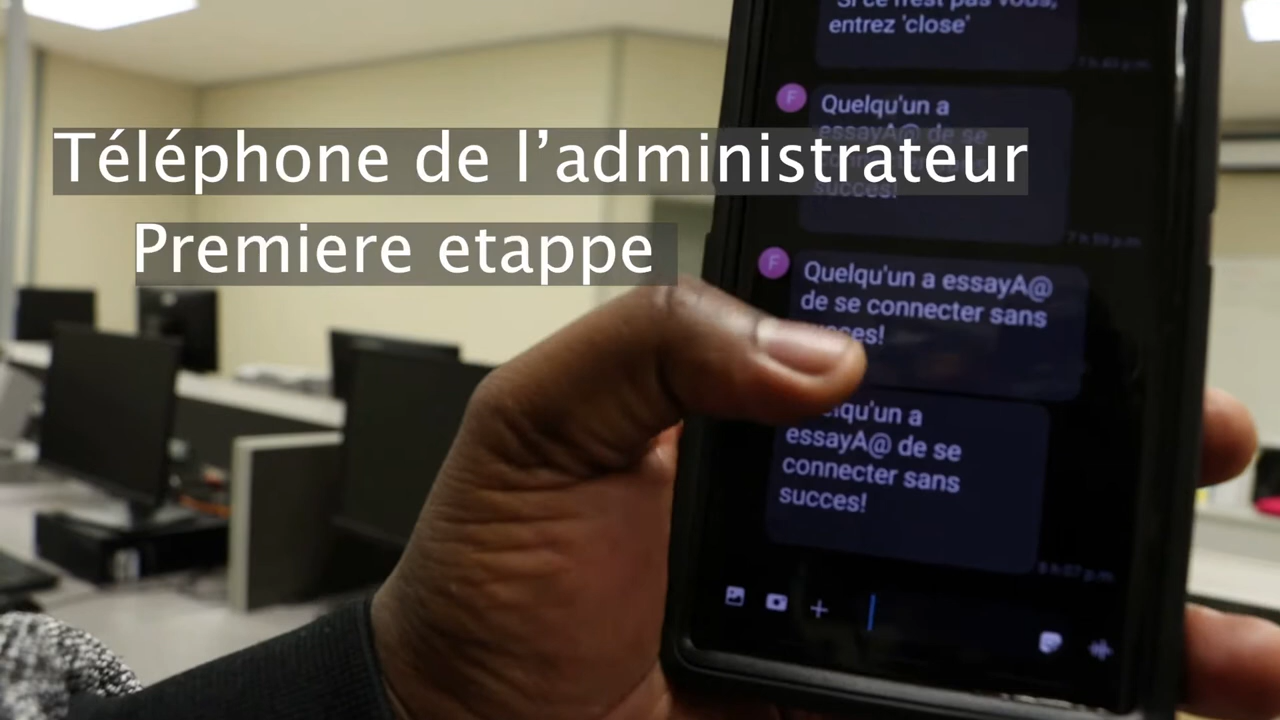 Si ce n'est pas vous,
entrez 'close'
F
Quelqu'un a
essayA@ de se
succes!
Téléphone de l'administrateur
Premiere etappe
F
Quelqu'un a essayA@
de se connecter sans
succes!
Quelqu'un a
essayA@ de se
connecter sans
succes!